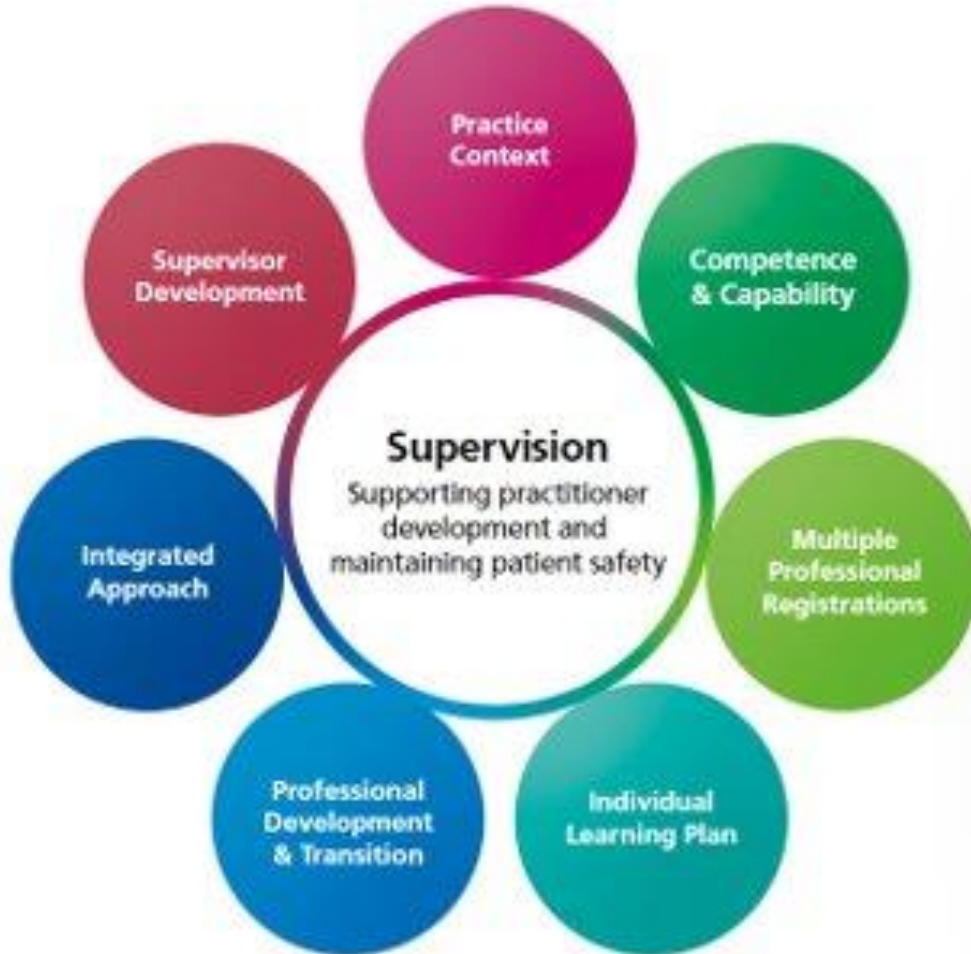 Practice
Context
Competence
& Capability
Multiple
Professional
Registrations
Individual
Learning Plan
Professional
Development
& Transition
Integrated
Approach
Supervisor
Development
Supervision
Supporting practitioner
development and
maintaining patient safety